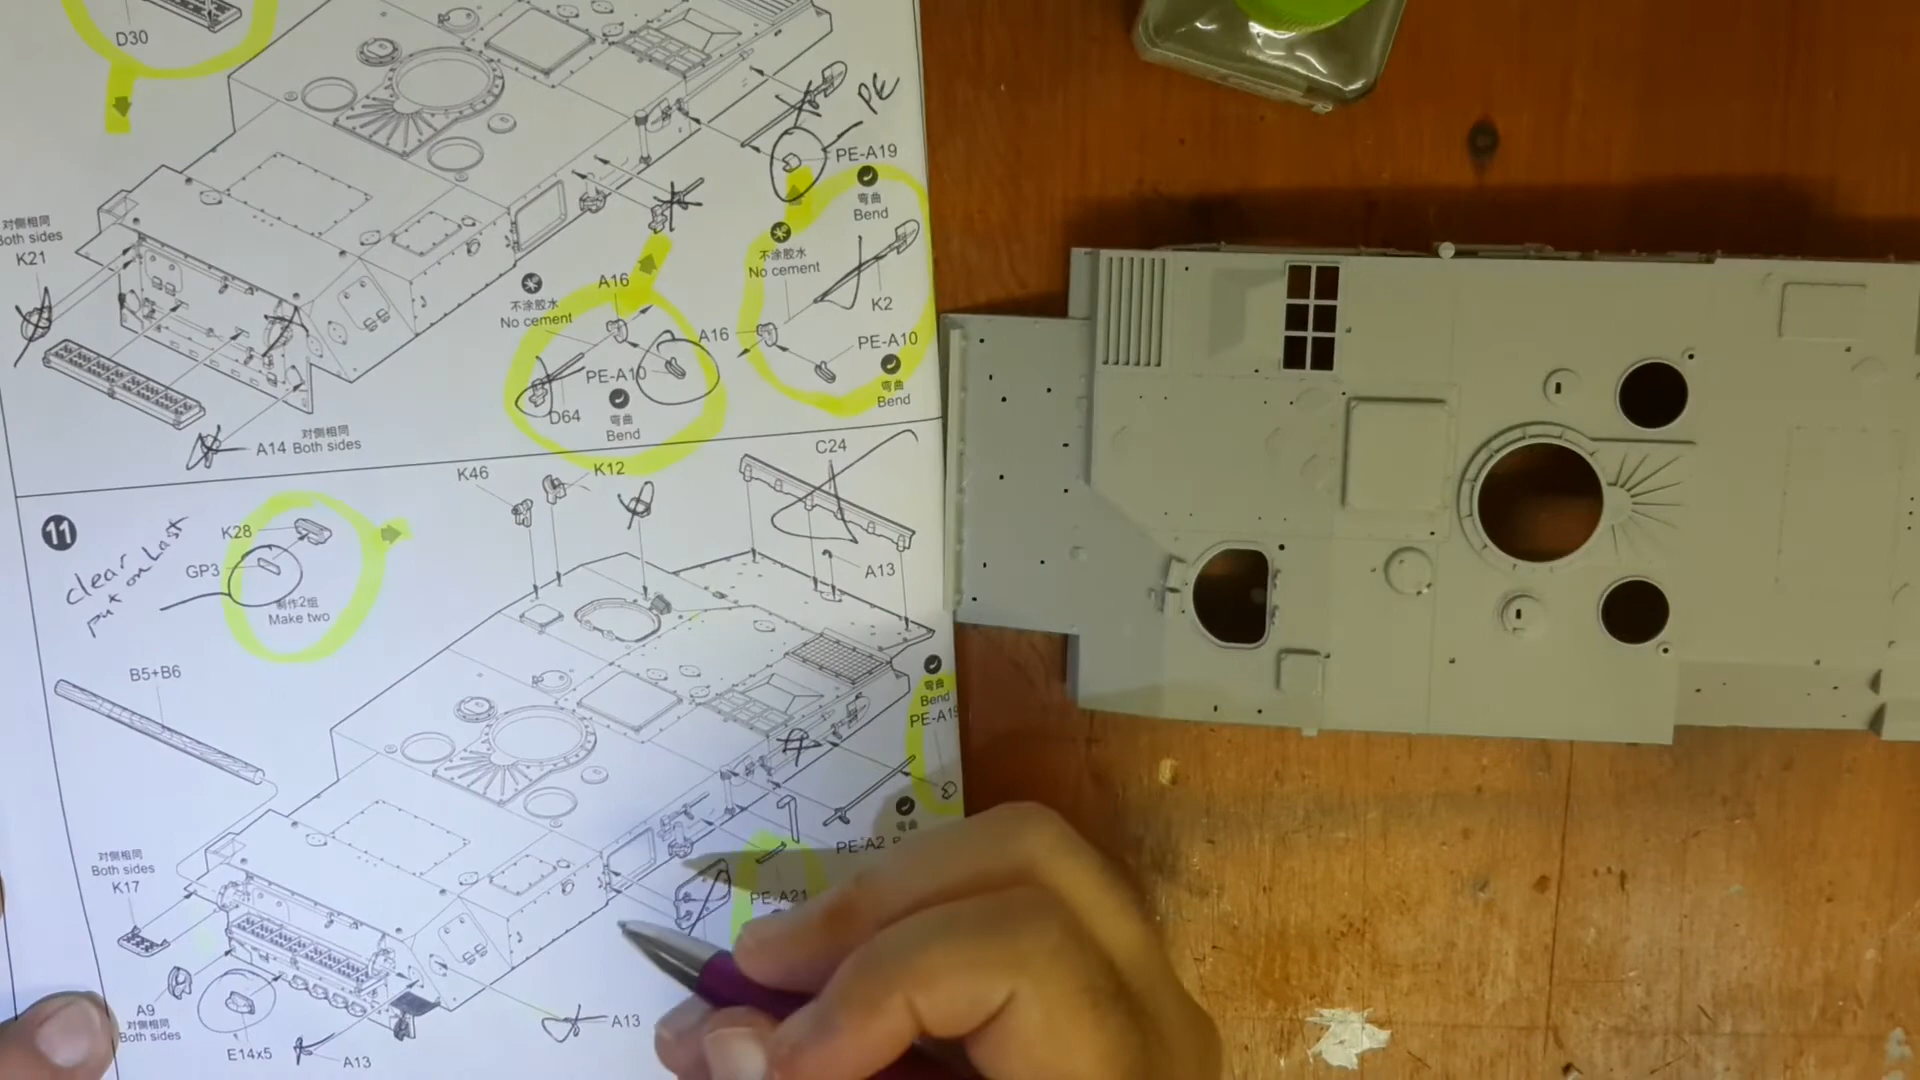 D30
PE
PE-A19
弯曲
Bend
对侧相同
Both sides
K21
不涂胶水
No cement
K2
A16
不涂胶水
No cement
A16
PE-A10
弯曲
Bend
PE-A10
D64
弯曲
Bend
对侧相同
A14 Both sides
11
K46
K12
C24
K28
GP3
clear
put on Last
制作2组
Make two
A13
B5+B6
弯曲
Bend
PE-A19
弯曲
PE-A2
对侧相同
Both sides
K17
PE-A21
A9
对侧相同
Both sides
E14x5
A13
A13